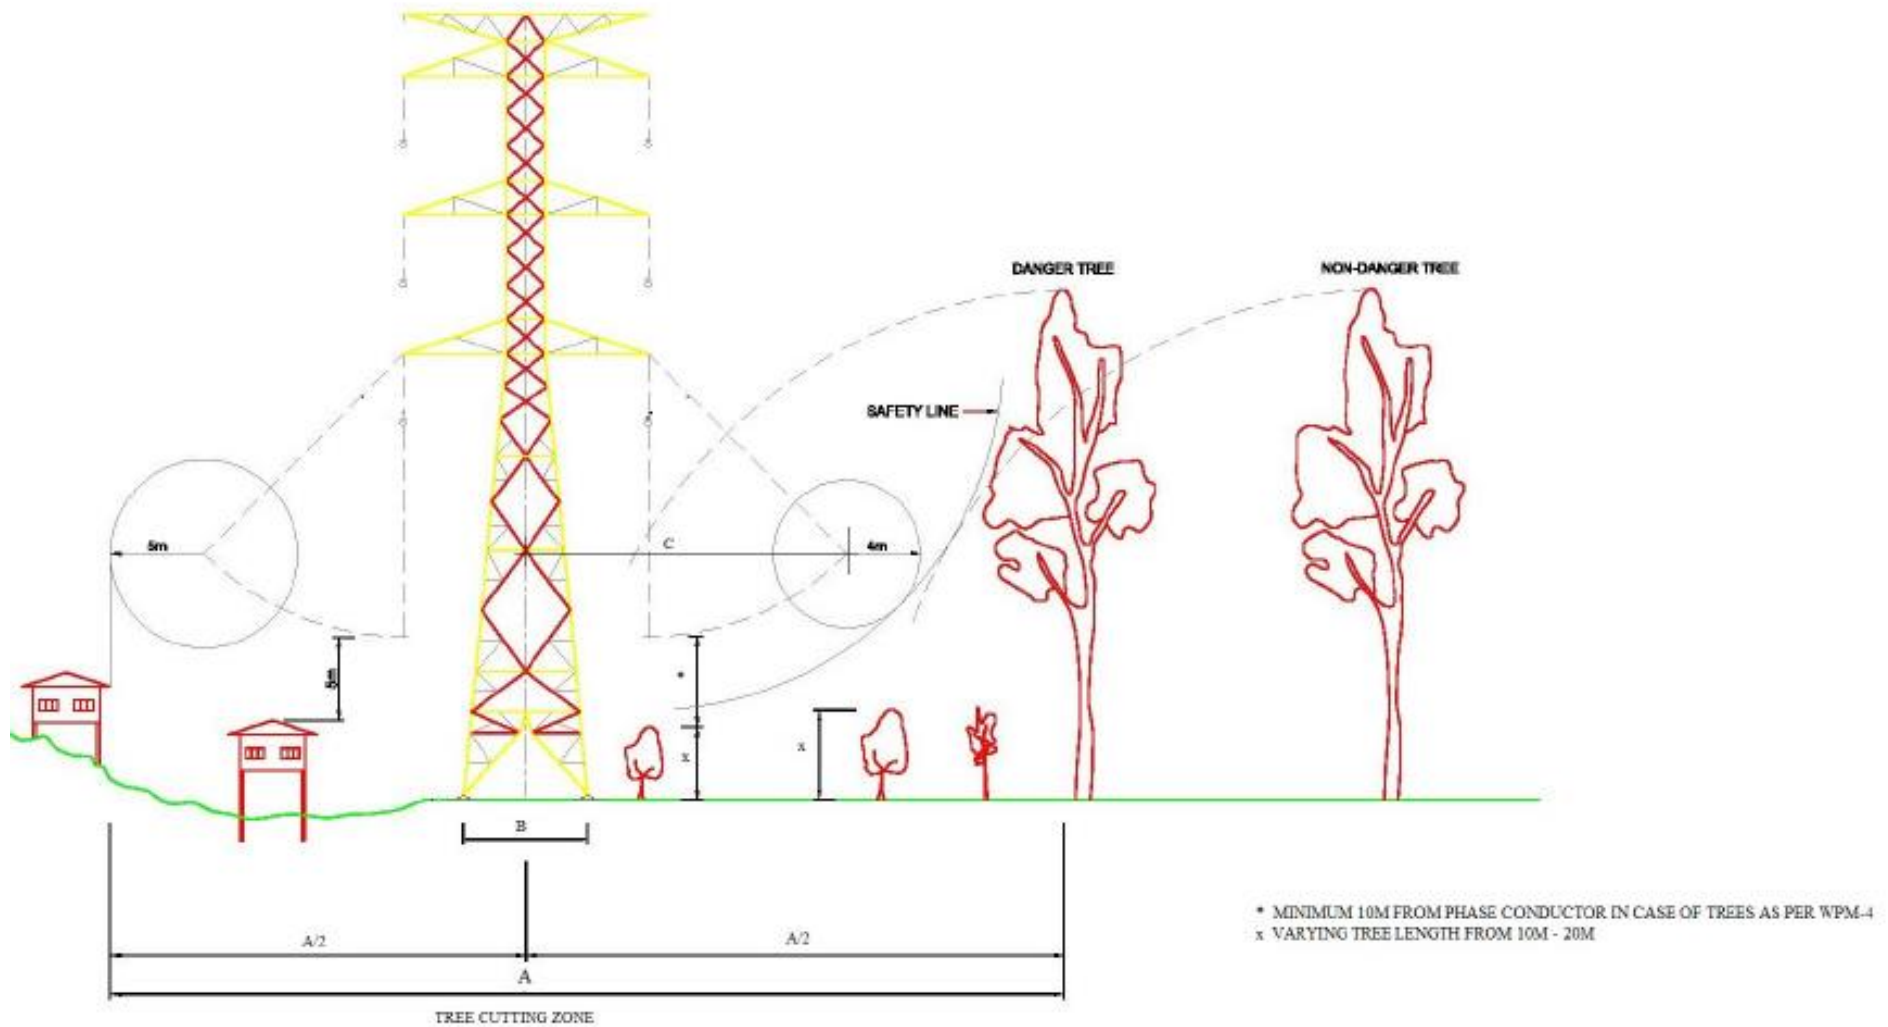 DANGER TREE
NON-DANGER TREE
SAFETY LINE
5m
C
4m
5m
*
x
x
B
A/2
A/2
A
TREE CUTTING ZONE
* MINIMUM 10M FROM PHASE CONDUCTOR IN CASE OF TREES AS PER WPM-4
x VARYING TREE LENGTH FROM 10M - 20M